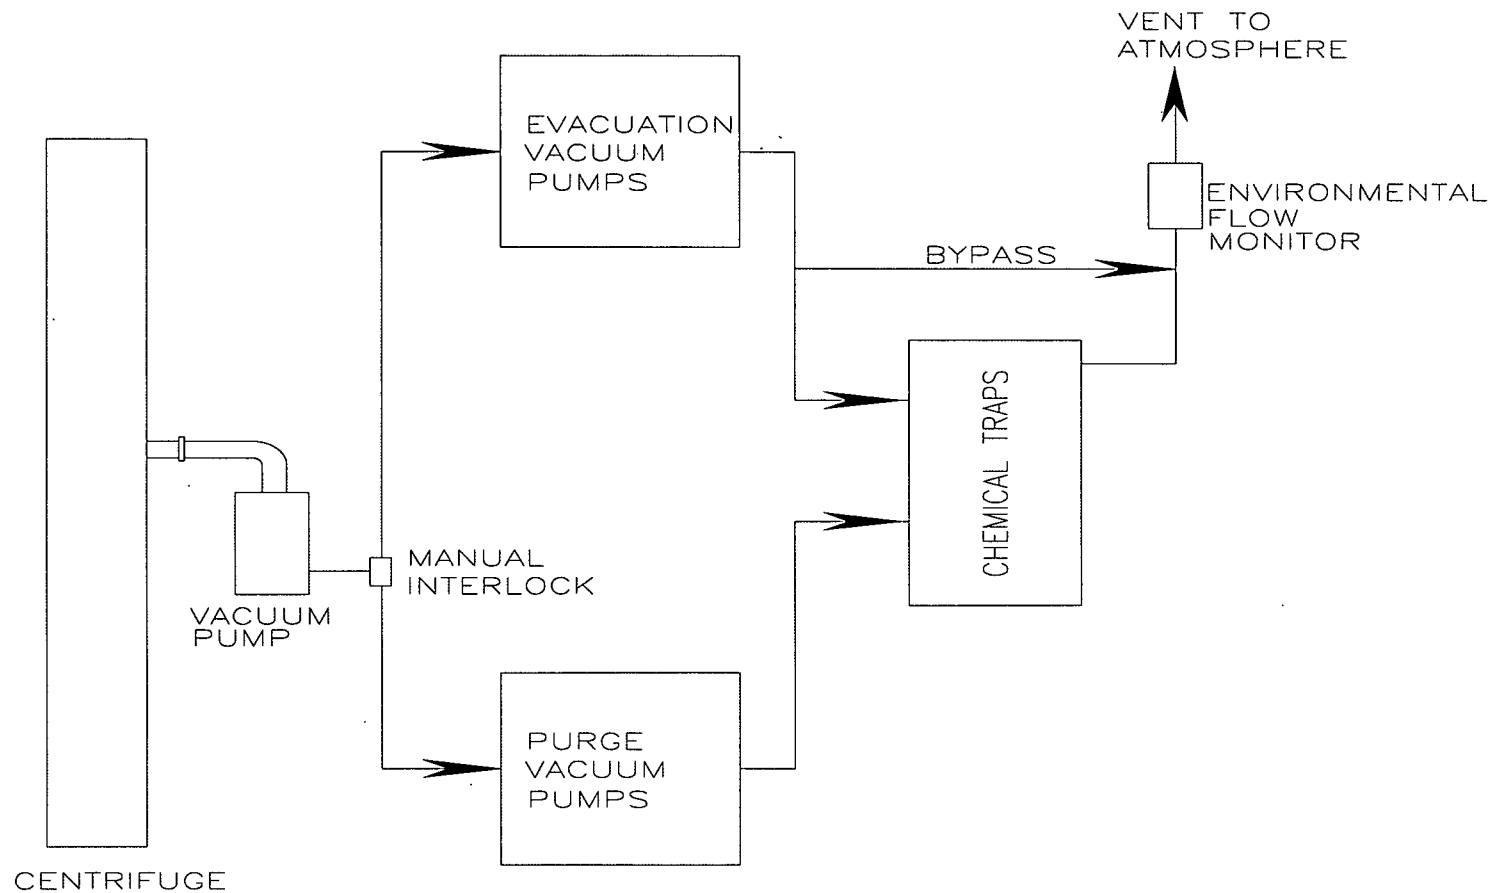 VENT TO
ATMOSPHERE
EVACUATION
VACUUM
PUMPS
ENVIRONMENTAL
FLOW
MONITOR
BYPASS
CHEMICAL TRAPS
MANUAL
INTERLOCK
VACUUM
PUMP
PURGE
VACUUM
PUMPS
CENTRIFUGE